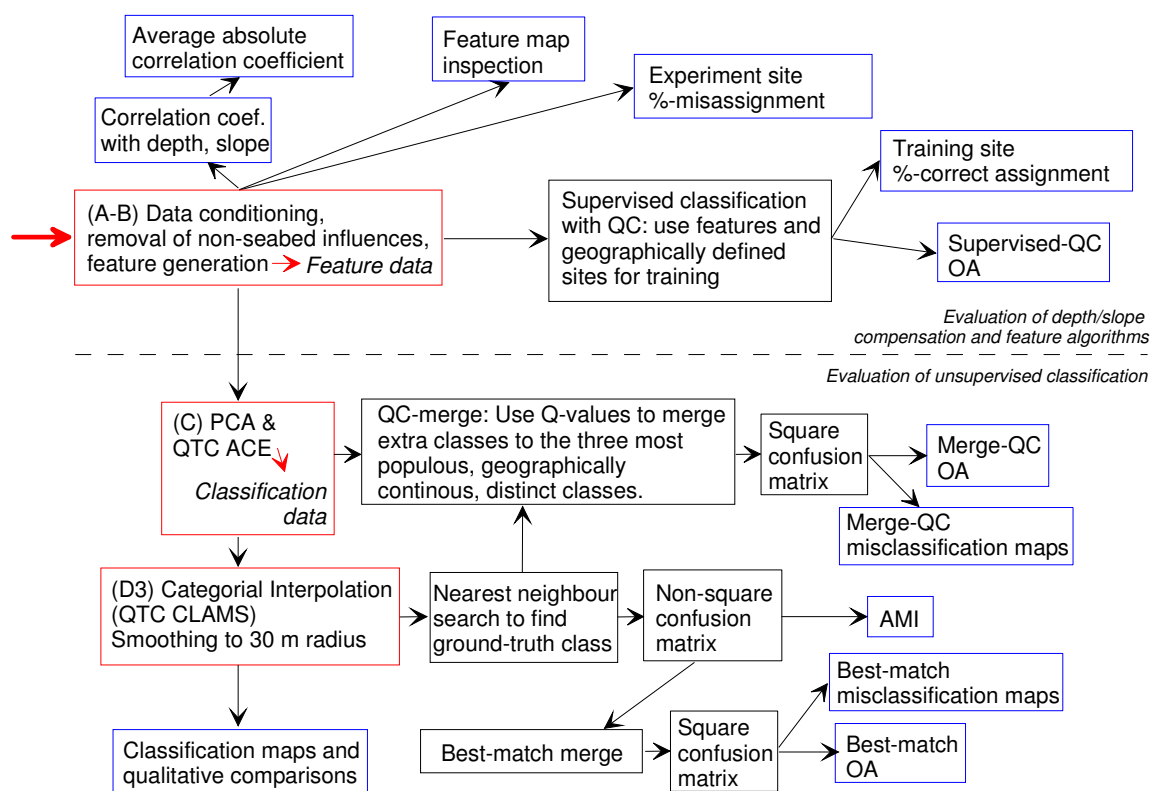 Average absolute
correlation coefficient
Feature map
inspection
Experiment site
%-misassignment
Correlation coef.
with depth, slope
Training site
%-correct assignment
(A-B) Data conditioning,
removal of non-seabed influences,
feature generation
Feature data
Supervised classification
with QC: use features and
geographically defined
sites for training
Supervised-QC
OA
Evaluation of depth/slope
compensation and feature algorithms
Evaluation of unsupervised classification
(C) PCA &
QTC ACE
Classification
data
QC-merge: Use Q-values to merge
extra classes to the three most
populous, geographically
continous, distinct classes.
Square
confusion
matrix
Merge-QC
OA
Merge-QC
misclassification maps
(D3) Categorial Interpolation
(QTC CLAMS)
Smoothing to 30 m radius
Nearest neighbour
search to find
ground-truth class
Non-square
confusion
matrix
AMI
Best-match
misclassification maps
Classification maps and
qualitative comparisons
Best-match merge
Square
confusion
matrix
Best-match
OA